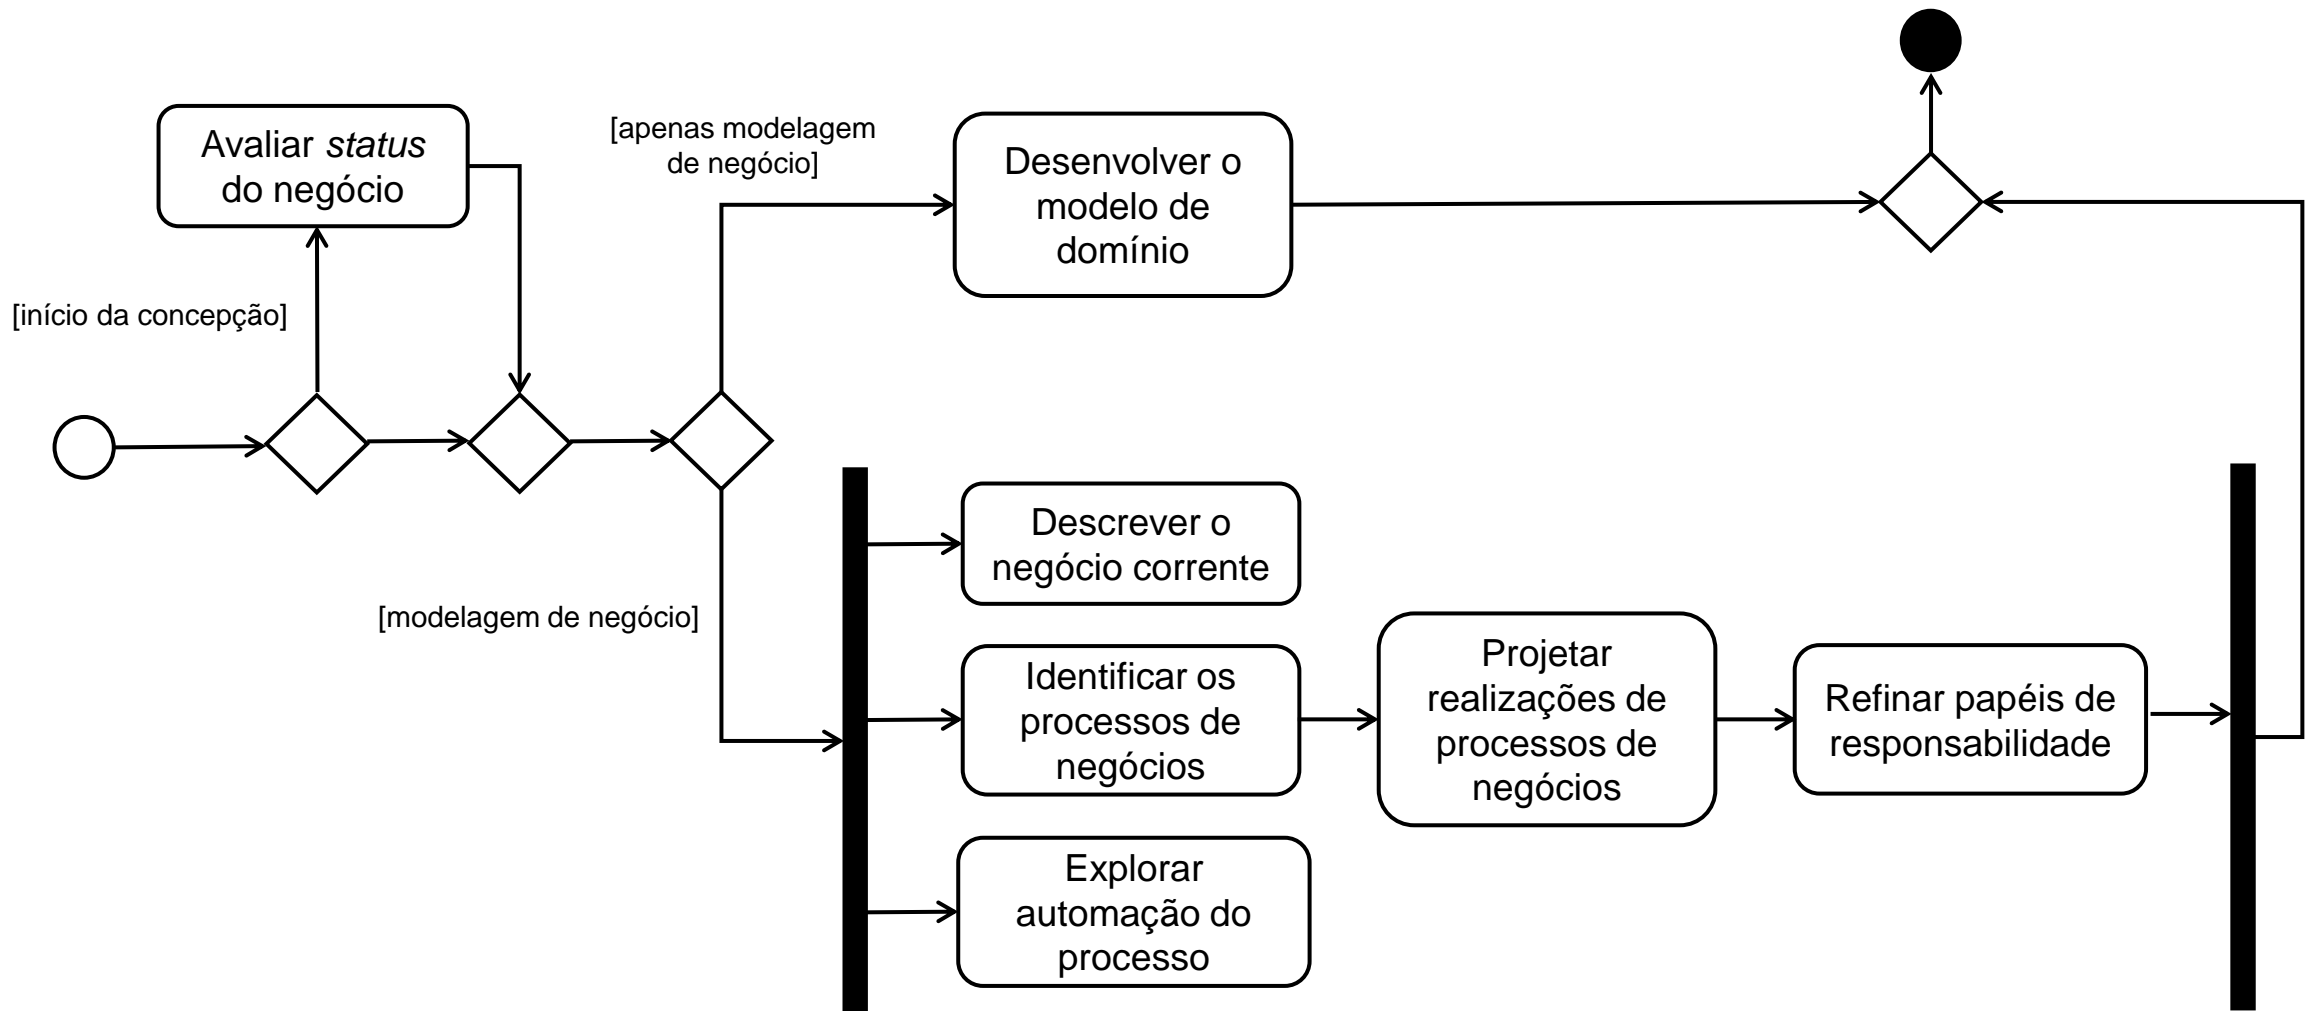 Avaliar status
do negócio
[início da concepção]
[apenas modelagem
de negócio]
Desenvolver o
modelo de
domínio
[modelagem de negócio]
Descrever o
negócio corrente
Identificar os
processos de
negócios
Projetar
realizações de
processos de
negócios
Refinar papéis de
responsabilidade
Explorar
automação do
processo